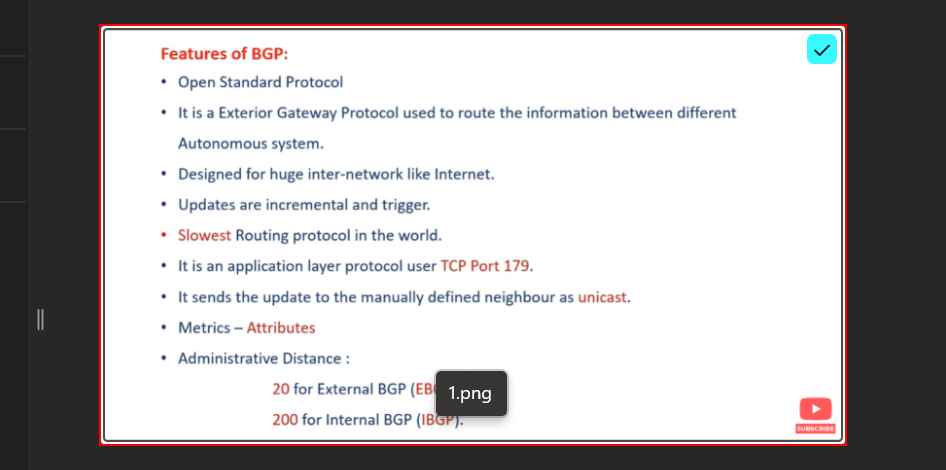 Features of BGP:
• Open Standard Protocol
• It is a Exterior Gateway Protocol used to route the information between different
Autonomous system.
• Designed for huge inter-network like Internet.
• Updates are incremental and trigger.
• Slowest Routing protocol in the world.
• It is an application layer protocol user TCP Port 179.
• It sends the update to the manually defined neighbour as unicast.
• Metrics – Attributes
• Administrative Distance :
20 for External BGP (EB
1.png
200 for Internal BGP (IBGP).
SUBSCRIBE